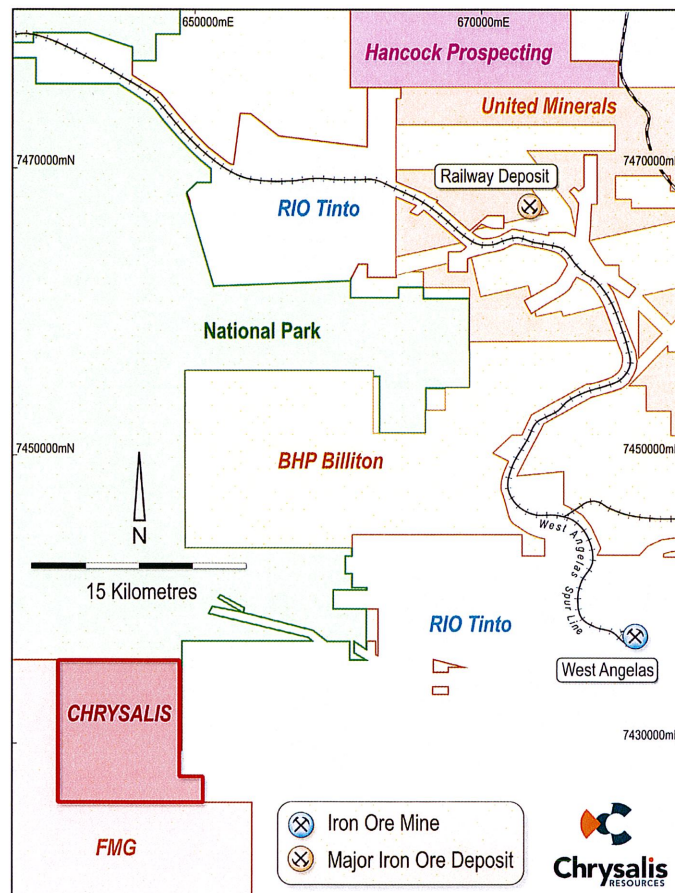 650000mE
670000mE
Hancock Prospecting
United Minerals
7470000mN
7470000mN
Railway Deposit
RIO Tinto
National Park
BHP Billiton
7450000mN
7450000mN
N
15 Kilometres
West Angelas Spur Line
RIO Tinto
West Angelas
CHRYSALIS
7430000mN
FMG
Iron Ore Mine
Major Iron Ore Deposit
Chrysalis
RESOURCES